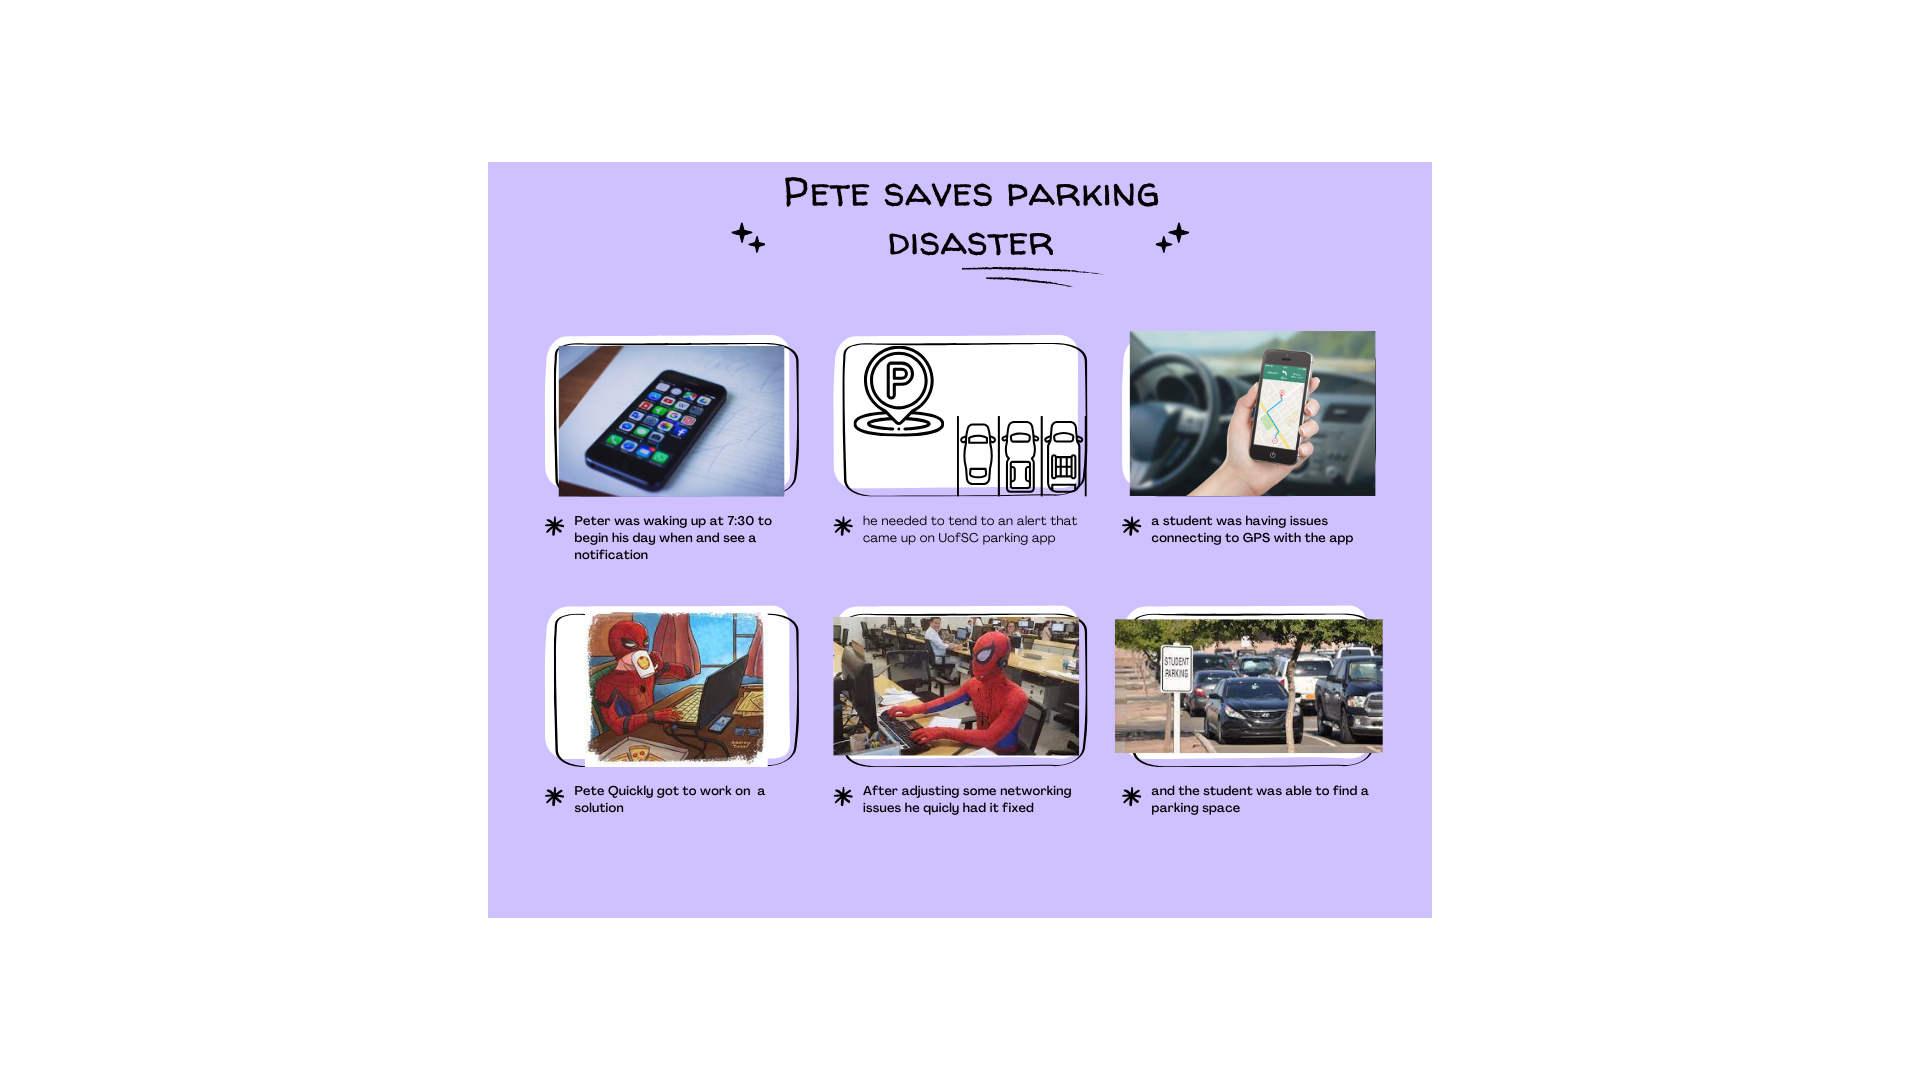 Pete saves parking
disaster
P
Peter was waking up at 7:30 to
begin his day when and see a
notification
he needed to tend to an alert that
came up on UofSC parking app
a student was having issues
connecting to GPS with the app
STUDENT
PARKING
Pete Quickly got to work on a
solution
After adjusting some networking
issues he quicly had it fixed
and the student was able to find a
parking space